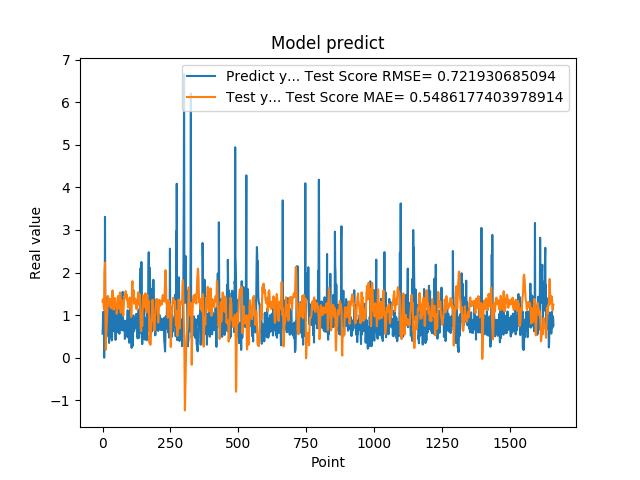 Model predict
Predict y... Test Score RMSE= 0.721930685094
Test y... Test Score MAE= 0.5486177403978914
Real value
7
6
5
4
3
2
1
0
−1
0 250 500 750 1000 1250 1500
Point